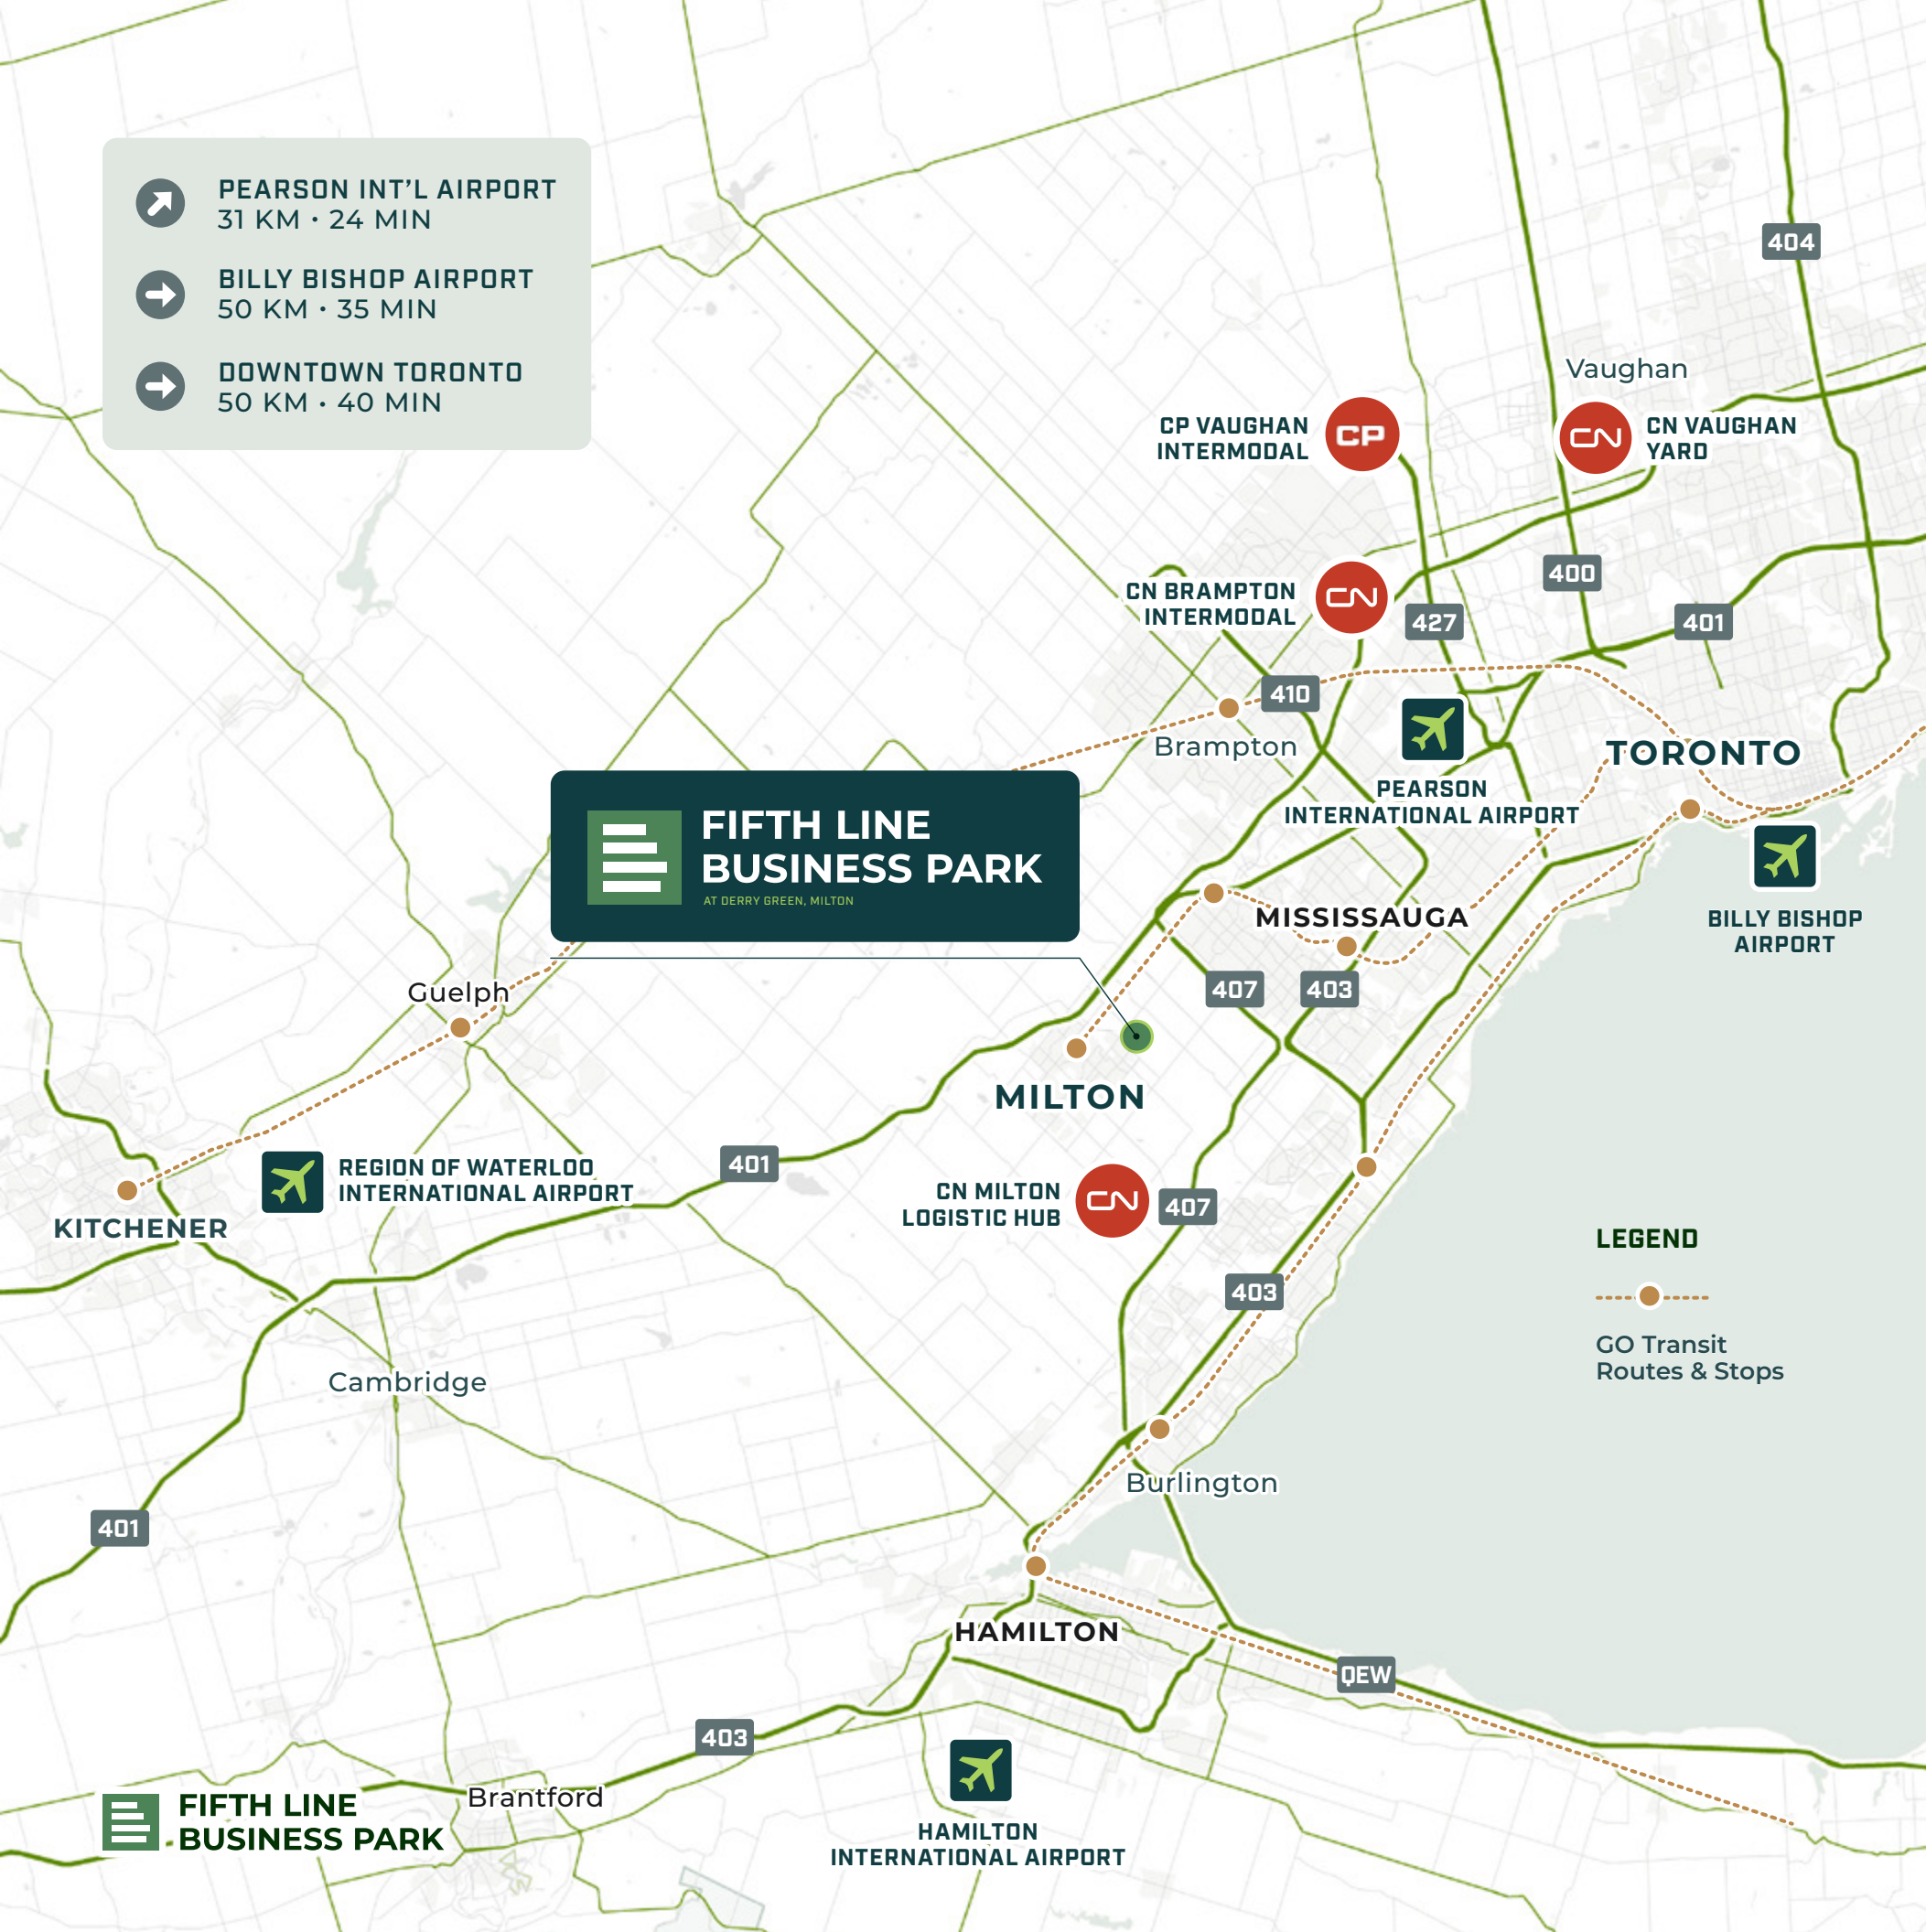 PEARSON INT’L AIRPORT
31 KM • 24 MIN
BILLY BISHOP AIRPORT
50 KM • 35 MIN
DOWNTOWN TORONTO
50 KM • 40 MIN
404
Vaughan
CP VAUGHAN
INTERMODAL
CP
CN
CN VAUGHAN
YARD
CN BRAMPTON
INTERMODAL
CN
400
427
401
410
Brampton
TORONTO
PEARSON
INTERNATIONAL AIRPORT
FIFTH LINE
BUSINESS PARK
AT DERRY GREEN, MILTON
MISSISSAUGA
BILLY BISHOP
AIRPORT
Guelph
407
403
MILTON
401
REGION OF WATERLOO
INTERNATIONAL AIRPORT
KITCHENER
CN MILTON
LOGISTIC HUB
CN
407
LEGEND
403
GO Transit
Routes & Stops
Cambridge
Burlington
401
HAMILTON
QEW
403
Brantford
HAMILTON
INTERNATIONAL AIRPORT
FIFTH LINE
BUSINESS PARK